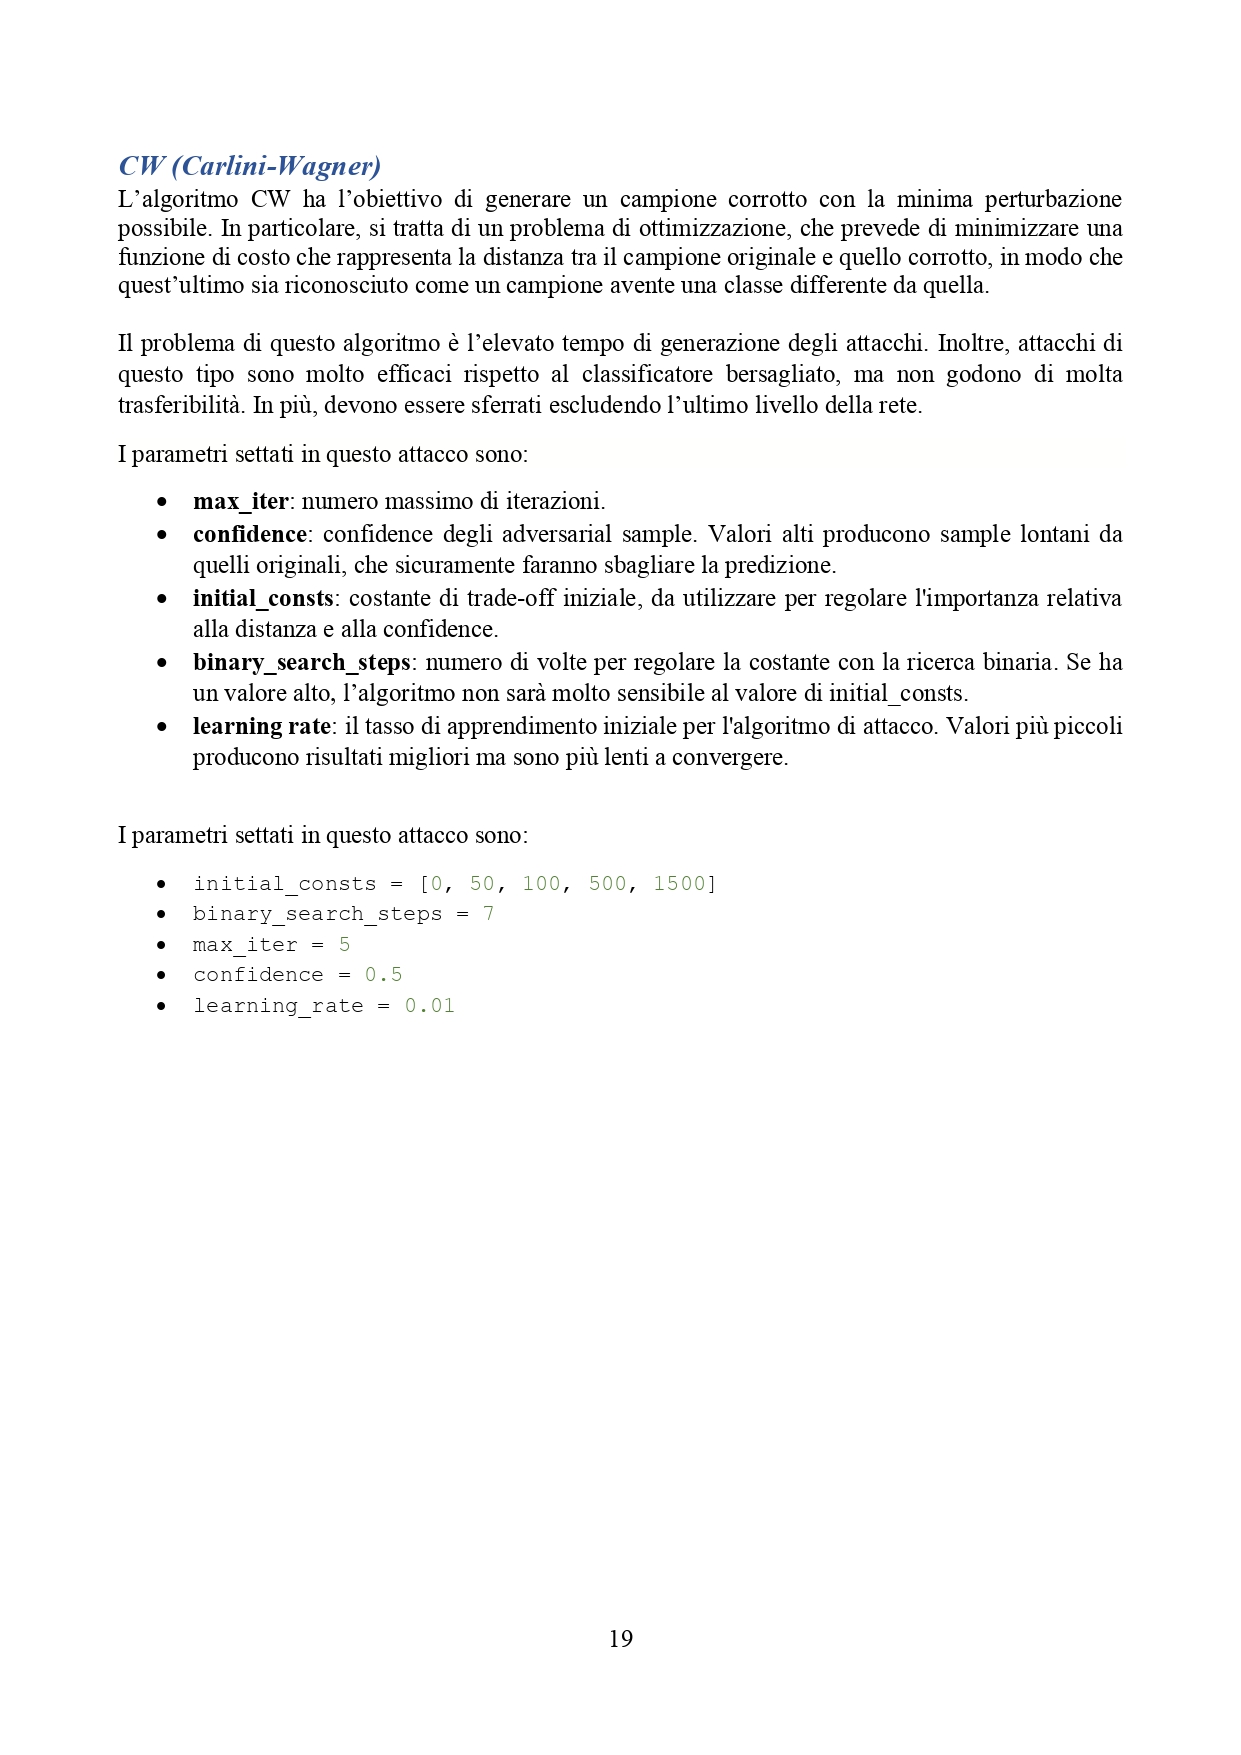 CW (Carlini-Wagner)
L’algoritmo CW ha l’obiettivo di generare un campione corrotto con la minima perturbazione
possibile. In particolare, si tratta di un problema di ottimizzazione, che prevede di minimizzare una
funzione di costo che rappresenta la distanza tra il campione originale e quello corrotto, in modo che
quest’ultimo sia riconosciuto come un campione avente una classe differente da quella.
Il problema di questo algoritmo è l’elevato tempo di generazione degli attacchi. Inoltre, attacchi di
questo tipo sono molto efficaci rispetto al classificatore bersagliato, ma non godono di molta
trasferibilità. In più, devono essere sferrati escludendo l’ultimo livello della rete.
I parametri settati in questo attacco sono:
• max_iter: numero massimo di iterazioni.
• confidence: confidence degli adversarial sample. Valori alti producono sample lontani da
quelli originali, che sicuramente faranno sbagliare la predizione.
• initial_consts: costante di trade-off iniziale, da utilizzare per regolare l'importanza relativa
alla distanza e alla confidence.
• binary_search_steps: numero di volte per regolare la costante con la ricerca binaria. Se ha
un valore alto, l’algoritmo non sarà molto sensibile al valore di initial_consts.
• learning rate: il tasso di apprendimento iniziale per l'algoritmo di attacco. Valori più piccoli
producono risultati migliori ma sono più lenti a convergere.
I parametri settati in questo attacco sono:
• initial_consts = [0, 50, 100, 500, 1500]
• binary_search_steps = 7
• max_iter = 5
• confidence = 0.5
• learning_rate = 0.01
19